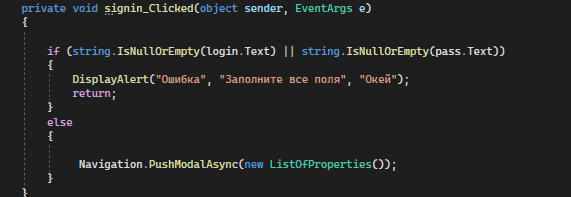 private void signin_Clicked(object sender, EventArgs e)
{
if (string.IsNullOrEmpty(login.Text) || string.IsNullOrEmpty(pass.Text))
{
DisplayAlert("Ошибка", "Заполните все поля", "Окей");
return;
}
else
{
Navigation.PushModalAsync(new ListOfProperties());
}
}